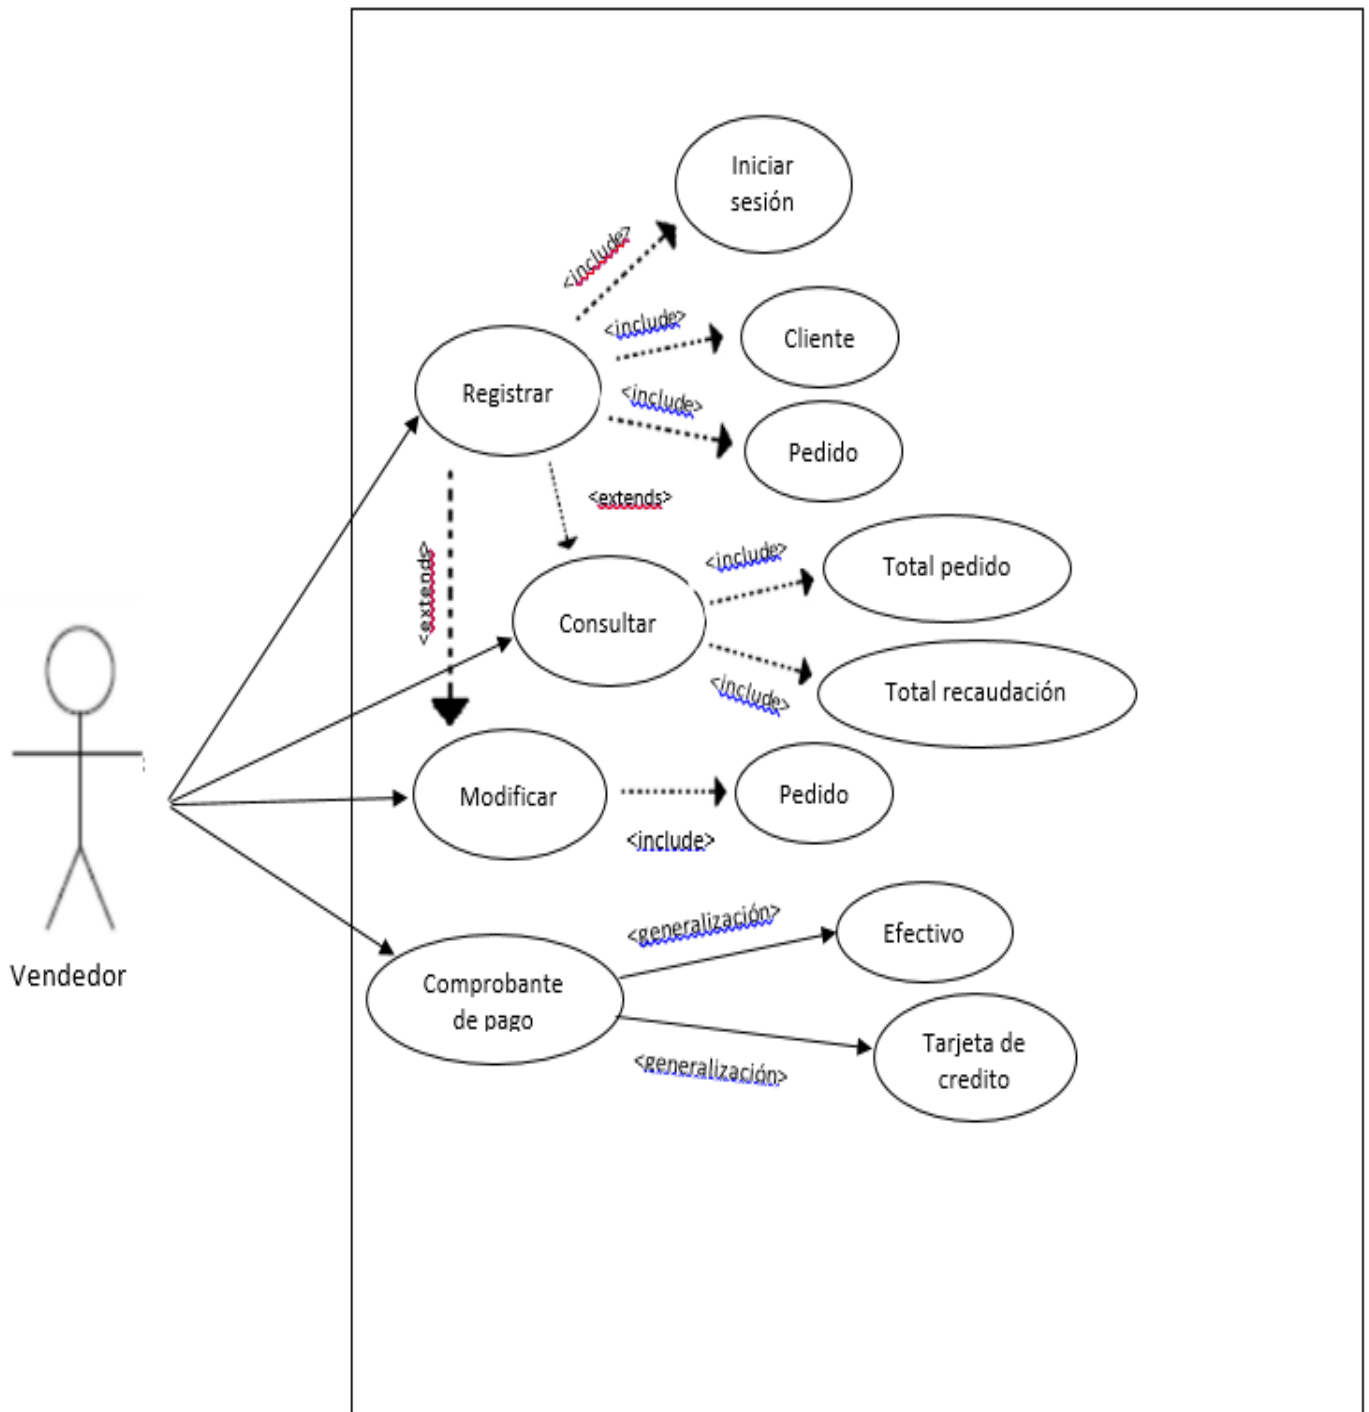 Iniciar
sesión
<include>
<include>
Cliente
Registrar
<include>
Pedido
<extends>
<extends>
<include>
Total pedido
Consultar
<include>
Total recaudación
Modificar
Pedido
<include>
Vendedor
<generalización>
Efectivo
Comprobante
de pago
<generalización>
Tarjeta de
credito